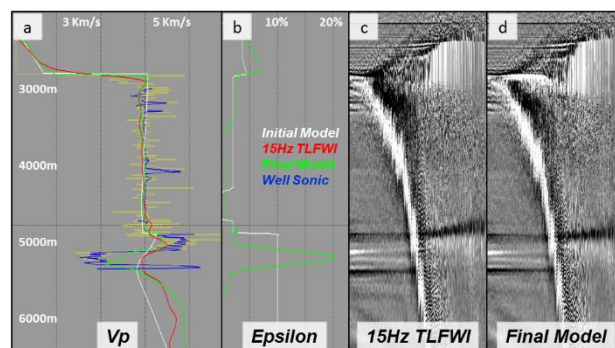 a
3 Km/s
5 Km/s
b
10%
20%
c
d
3000m
Initial Model
15Hz TLFWI
Final Model
Well Sonic
4000m
5000m
6000m
Vp
Epsilon
15Hz TLFWI
Final Model